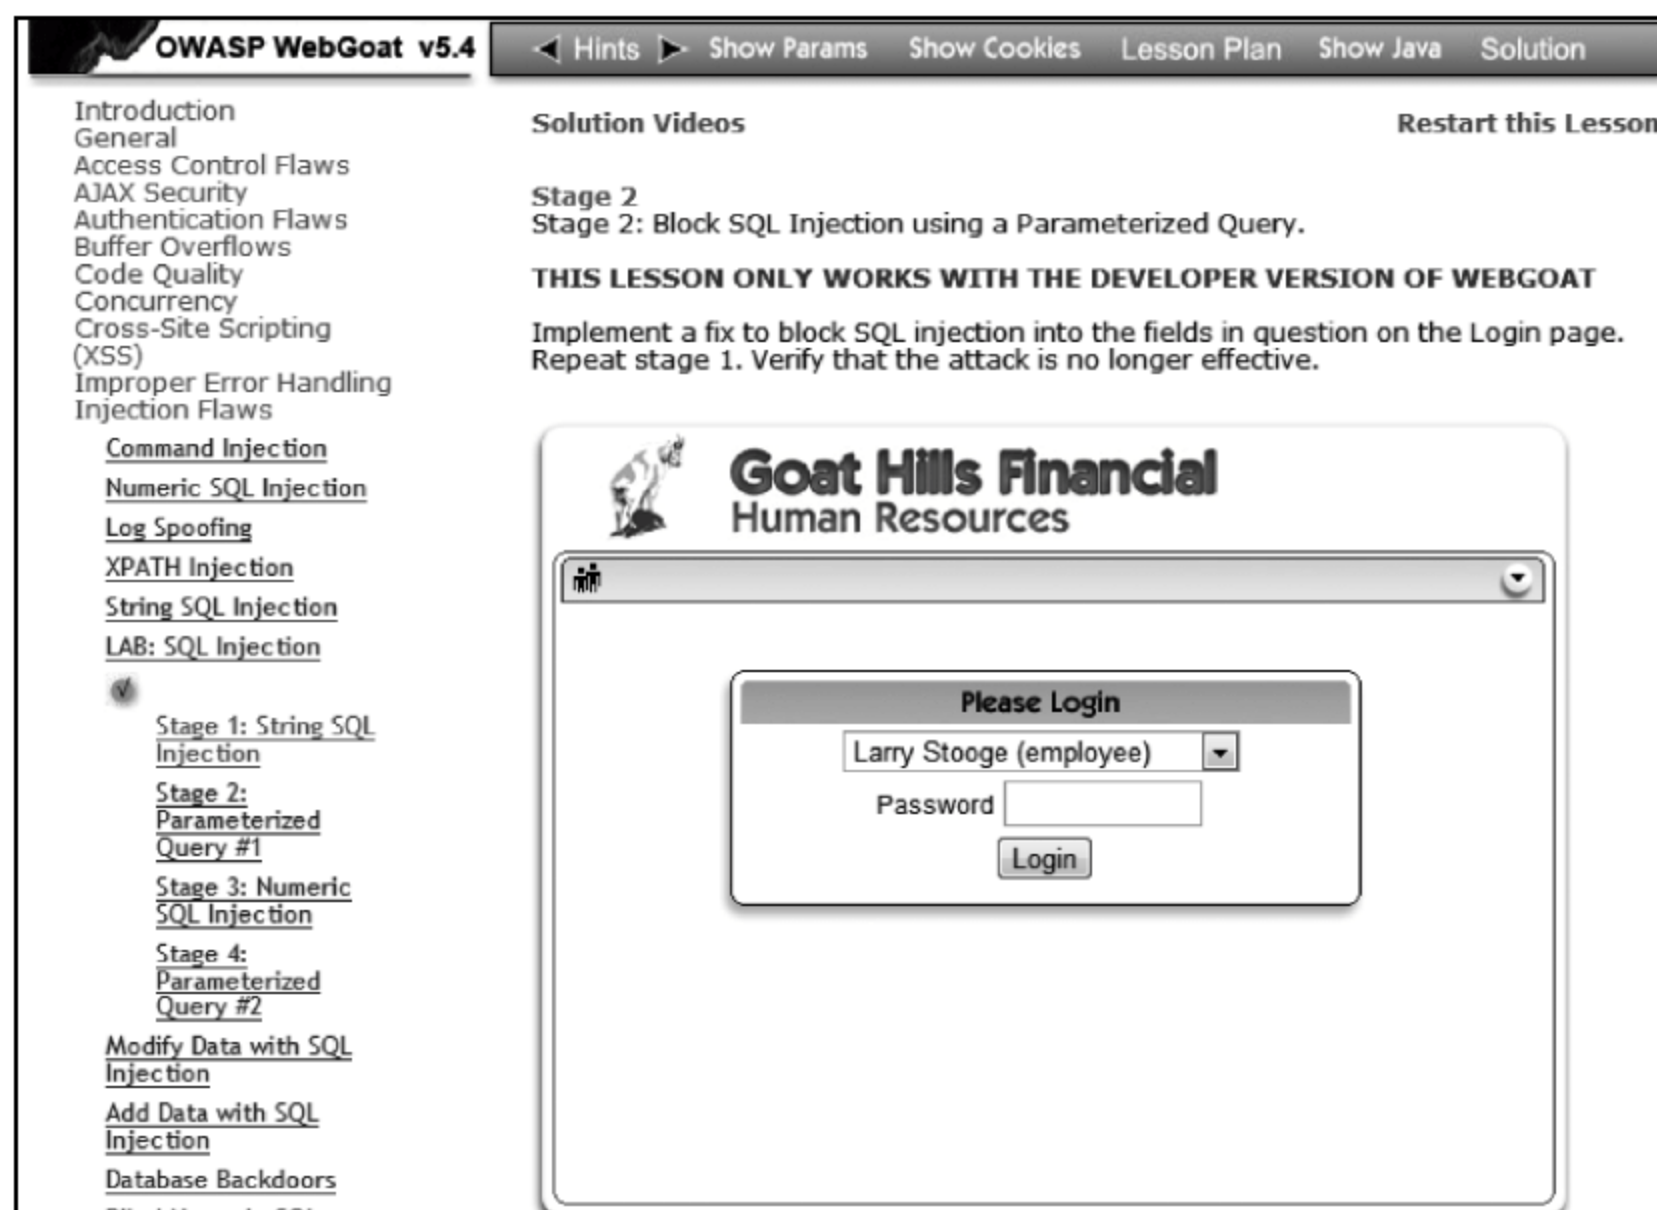 OWASP WebGoat v5.4
Hints Show Params Show Cookies Lesson Plan Show Java Solution
Introduction
General
Access Control Flaws
AJAX Security
Authentication Flaws
Buffer Overflows
Code Quality
Concurrency
Cross-Site Scripting
(XSS)
Improper Error Handling
Injection Flaws
Command Injection
Numeric SQL Injection
Log Spoofing
XPATH Injection
String SQL Injection
LAB: SQL Injection
Stage 1: String SQL
Injection
Stage 2:
Parameterized
Query #1
Stage 3: Numeric
SQL Injection
Stage 4:
Parameterized
Query #2
Modify Data with SQL
Injection
Add Data with SQL
Injection
Database Backdoors
Solution Videos
Restart this Lesson
Stage 2
Stage 2: Block SQL Injection using a Parameterized Query.
THIS LESSON ONLY WORKS WITH THE DEVELOPER VERSION OF WEBGOAT
Implement a fix to block SQL injection into the fields in question on the Login page.
Repeat stage 1. Verify that the attack is no longer effective.
Goat Hills Financial
Human Resources
Please Login
Larry Stooge (employee)
Password
Login